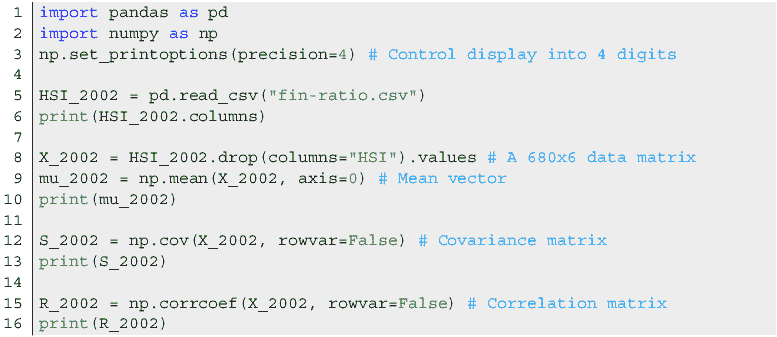 1 import pandas as pd
2 import numpy as np
3 np.set_printoptions(precision=4) # Control display into 4 digits
4
5 HSI_2002 = pd.read_csv("fin-ratio.csv")
6 print(HSI_2002.columns)
7
8 X_2002 = HSI_2002.drop(columns="HSI").values # A 680x6 data matrix
9 mu_2002 = np.mean(X_2002, axis=0) # Mean vector
10 print(mu_2002)
11
12 S_2002 = np.cov(X_2002, rowvar=False) # Covariance matrix
13 print(S_2002)
14
15 R_2002 = np.corrcoef(X_2002, rowvar=False) # Correlation matrix
16 print(R_2002)